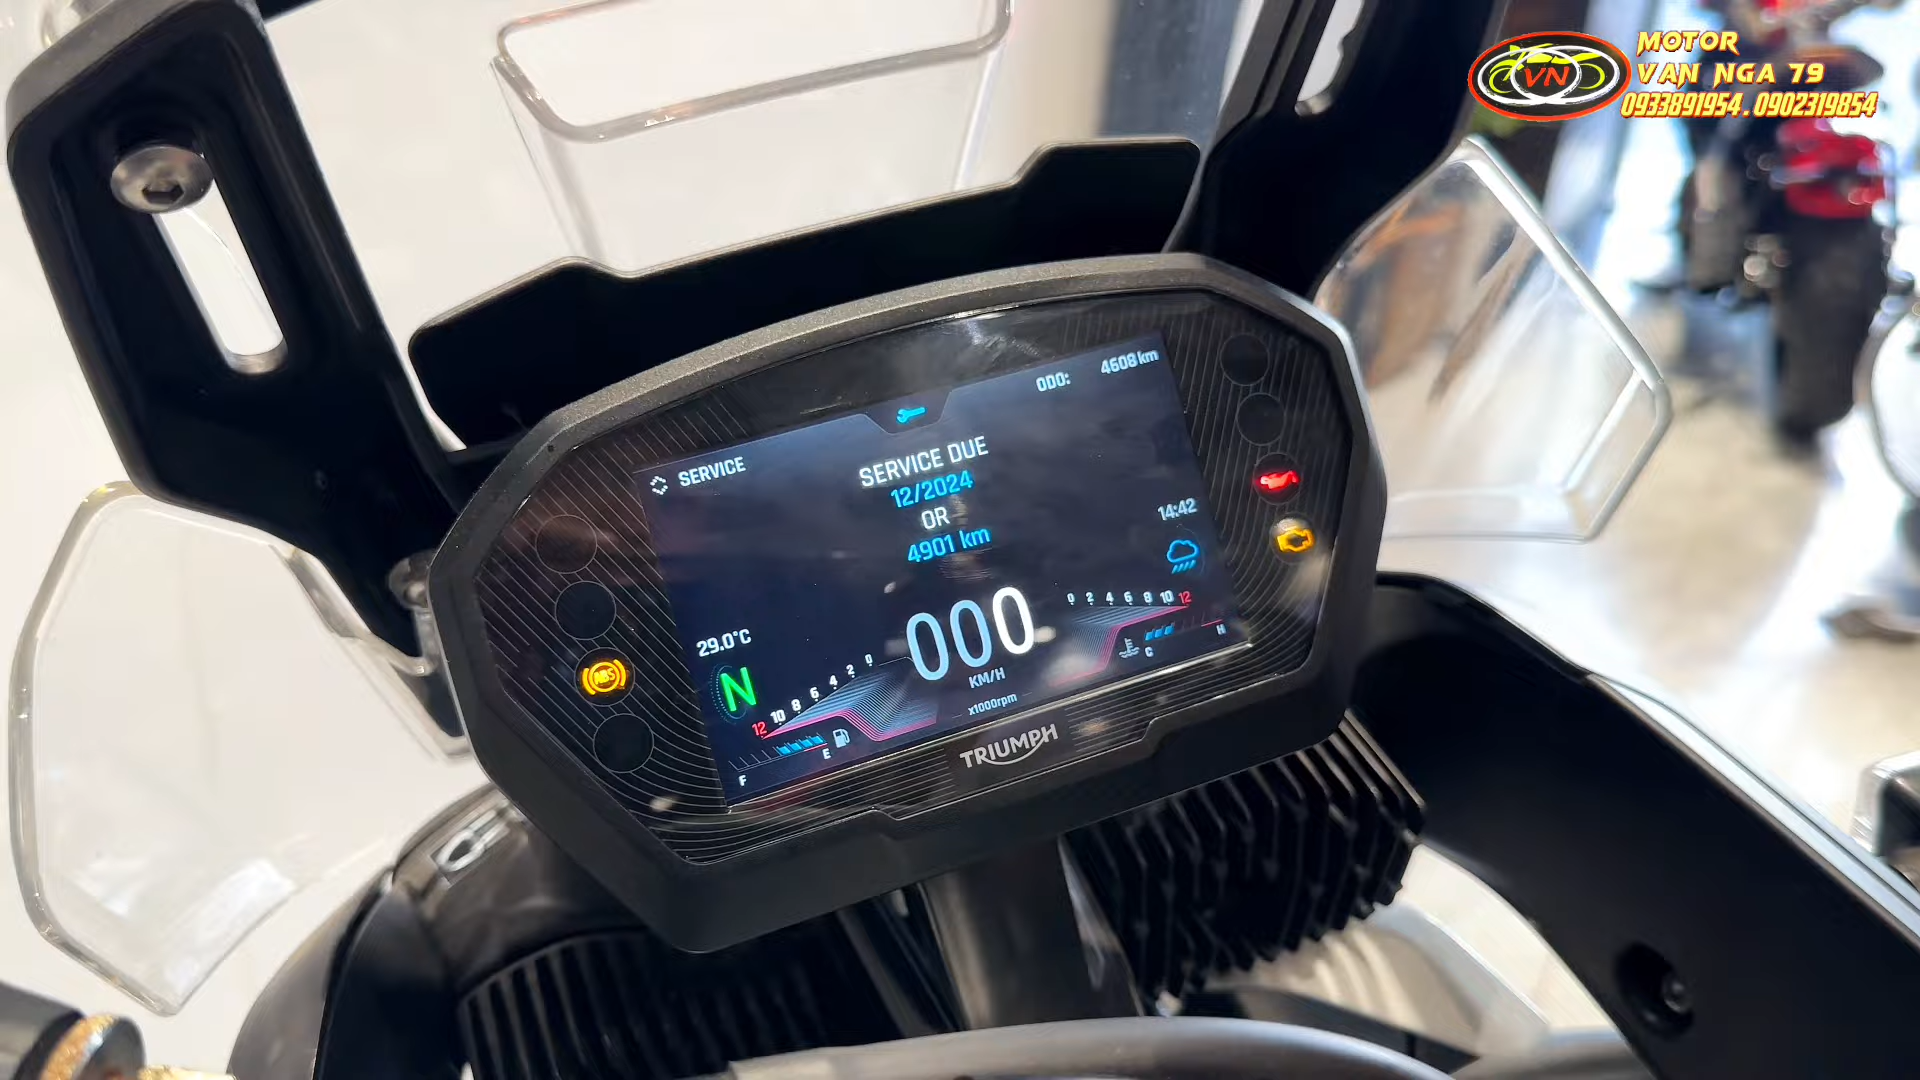 VN
MOTOR
VAN NGA 79
0933891954 . 0902319854
ODO: 4608 km
SERVICE
SERVICE DUE
12/2024
OR
4901 km
14:42
29.0°C
N
000
KM/H
x1000rpm
12 10 8 6 4 2 0
0 2 4 6 8 10 12
F E
C H
ABS
TRIUMPH